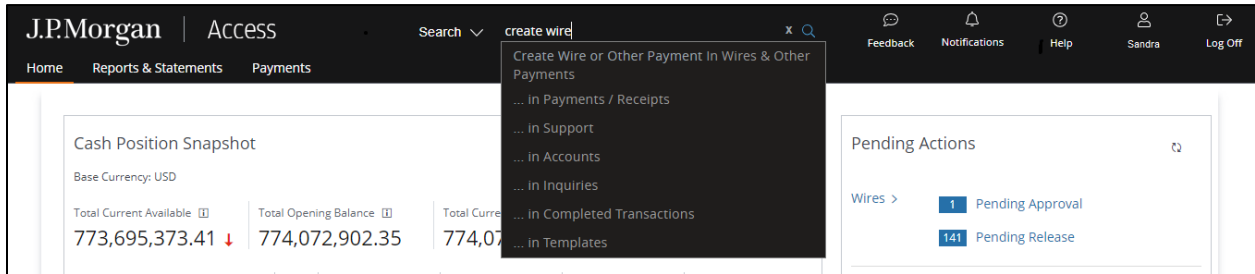 J.P.Morgan | Access
Search
create wire
x
Feedback
Notifications
Help
Sandra
Log Off
Home
Reports & Statements
Payments
Create Wire or Other Payment In Wires & Other
Payments
... in Payments / Receipts
... in Support
... in Accounts
... in Inquiries
... in Completed Transactions
... in Templates
Cash Position Snapshot
Base Currency: USD
Total Current Available
773,695,373.41
Total Opening Balance
774,072,902.35
Total Curre
774,07
Pending Actions
Wires >
1 Pending Approval
141 Pending Release